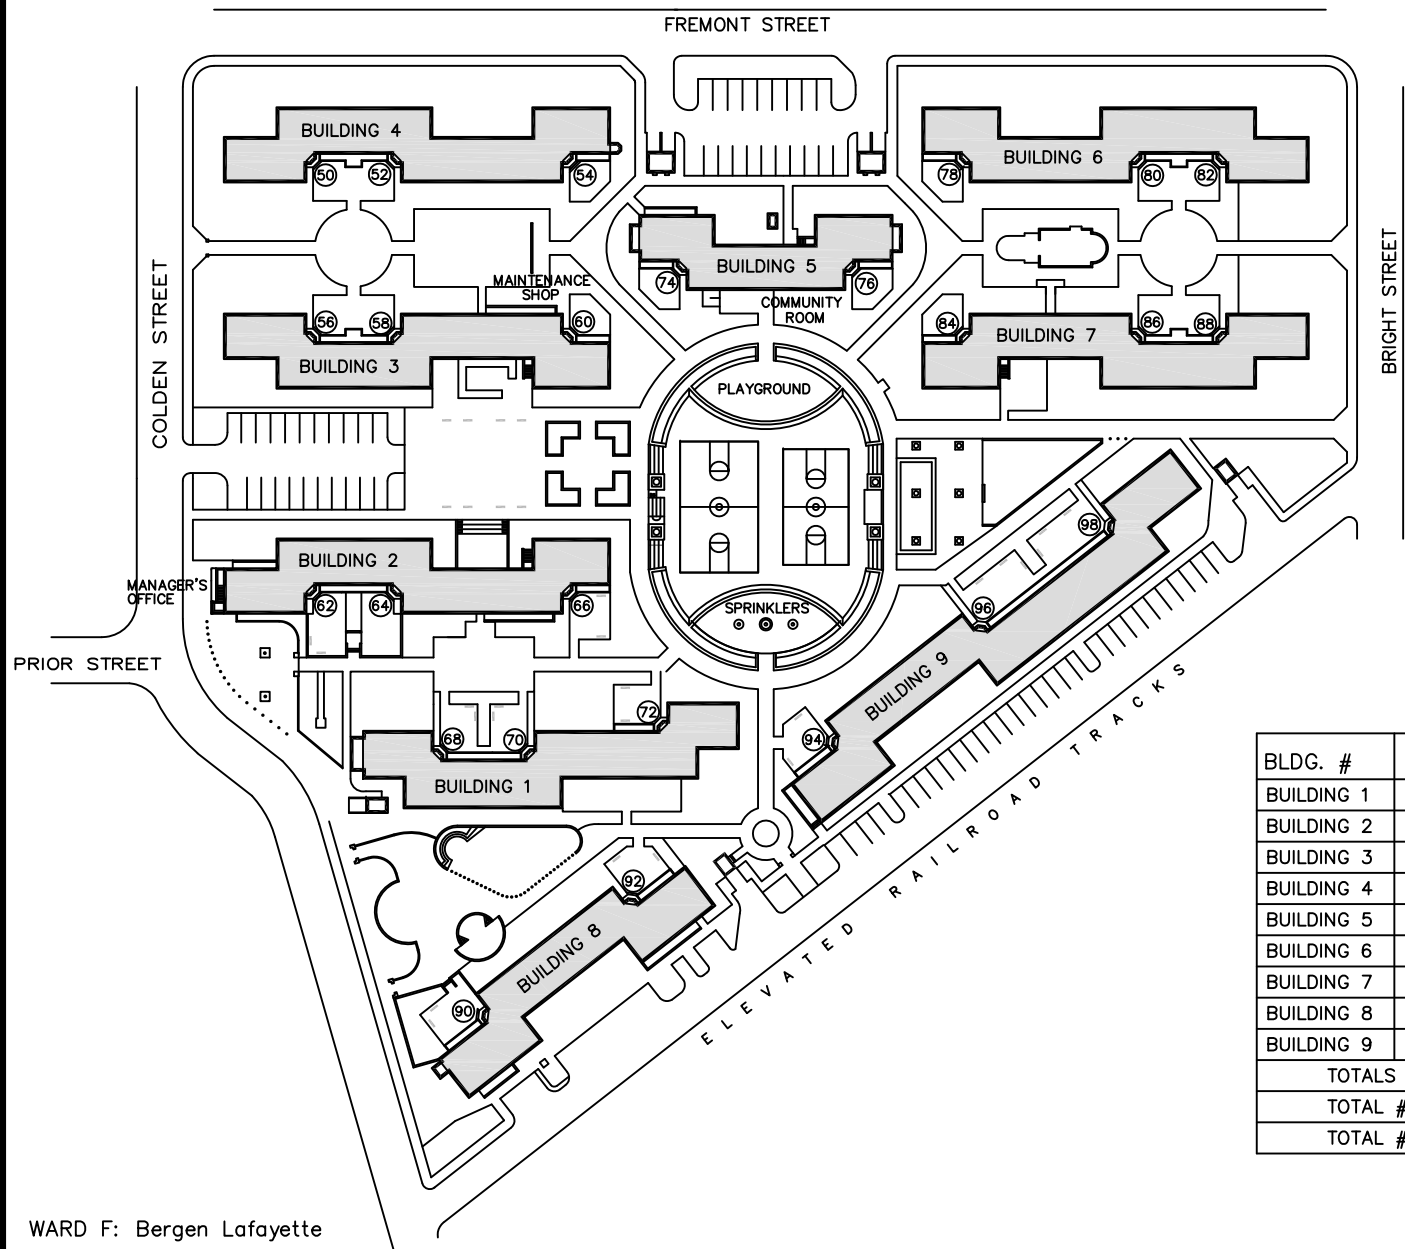 FREMONT STREET
BUILDING 4
BUILDING 6
50
52
54
78
80
82
COLDEN STREET
BRIGHT STREET
BUILDING 5
74
76
MAINTENANCE
SHOP
COMMUNITY
ROOM
56
58
60
84
86
88
BUILDING 3
BUILDING 7
PLAYGROUND
98
BUILDING 2
MANAGER'S
OFFICE
62
64
66
SPRINKLERS
96
PRIOR STREET
BUILDING 9
72
68
70
94
BUILDING 1
92
BUILDING 8
90
ELEVATED RAILROAD TRACKS
BLDG. #
BUILDING 1
BUILDING 2
BUILDING 3
BUILDING 4
BUILDING 5
BUILDING 6
BUILDING 7
BUILDING 8
BUILDING 9
TOTALS
TOTAL #
TOTAL #
WARD F: Bergen Lafayette